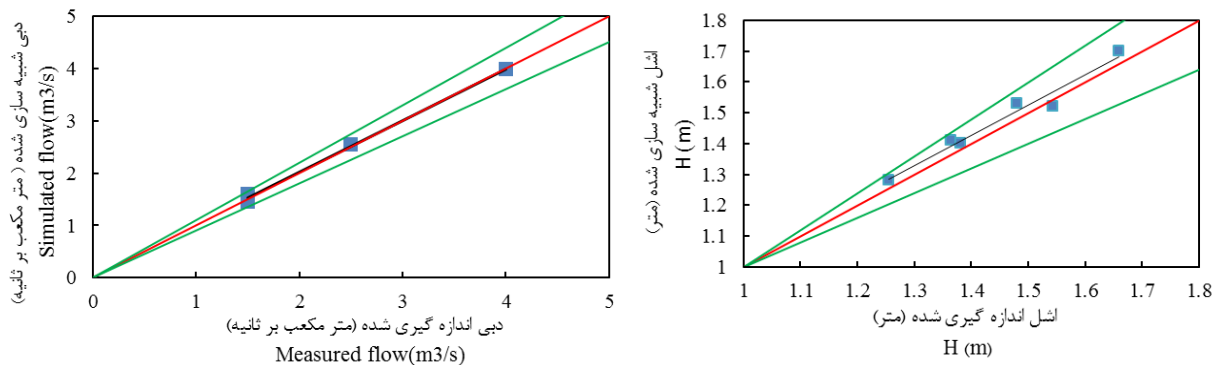 دبی شبیه سازی شده ( متر مکعب بر ثانیه)
Simulated flow(m3/s)
5
4
3
2
1
0
0 1 2 3 4 5
دبی اندازه گیری شده (متر مکعب بر ثانیه)
Measured flow(m3/s)
اشل شبیه سازی شده (متر)
H ( m)
1.8
1.7
1.6
1.5
1.4
1.3
1.2
1.1
1
1 1.1 1.2 1.3 1.4 1.5 1.6 1.7 1.8
اشل اندازه گیری شده (متر)
H (m)